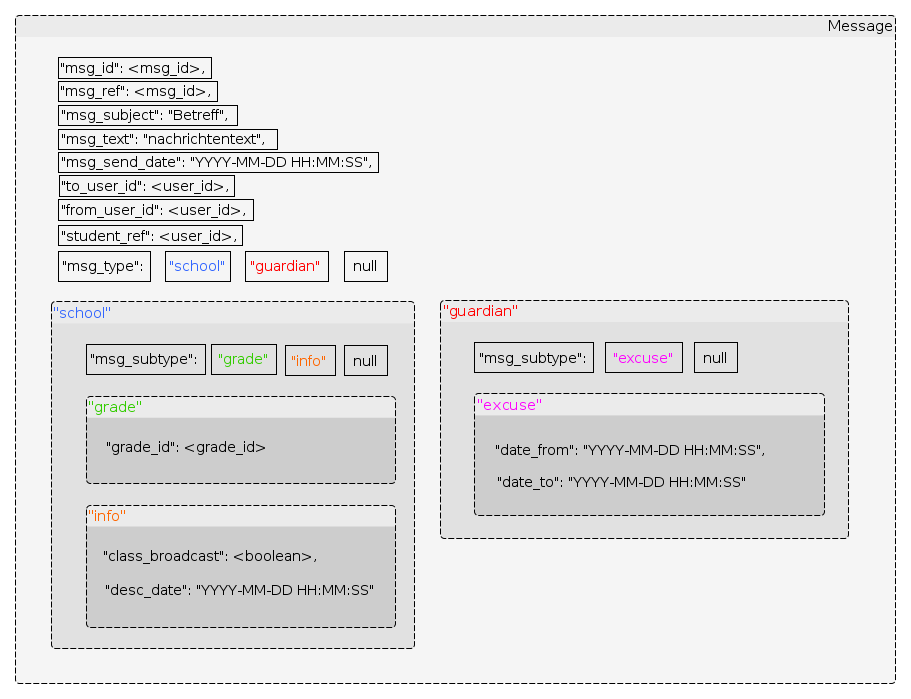 Message
"msg_id": <msg_id>,
"msg_ref": <msg_id>,
"msg_subject": "Betreff",
"msg_text": "nachrichtentext",
"msg_send_date": "YYYY-MM-DD HH:MM:SS",
"to_user_id": <user_id>,
"from_user_id": <user_id>,
"student_ref": <user_id>,
"msg_type": "school" "guardian" null
"school"
"msg_subtype": "grade" "info" null
"grade"
"grade_id": <grade_id>
"info"
"class_broadcast": <boolean>,
"desc_date": "YYYY-MM-DD HH:MM:SS"
"guardian"
"msg_subtype": "excuse" null
"excuse"
"date_from": "YYYY-MM-DD HH:MM:SS",
"date_to": "YYYY-MM-DD HH:MM:SS"